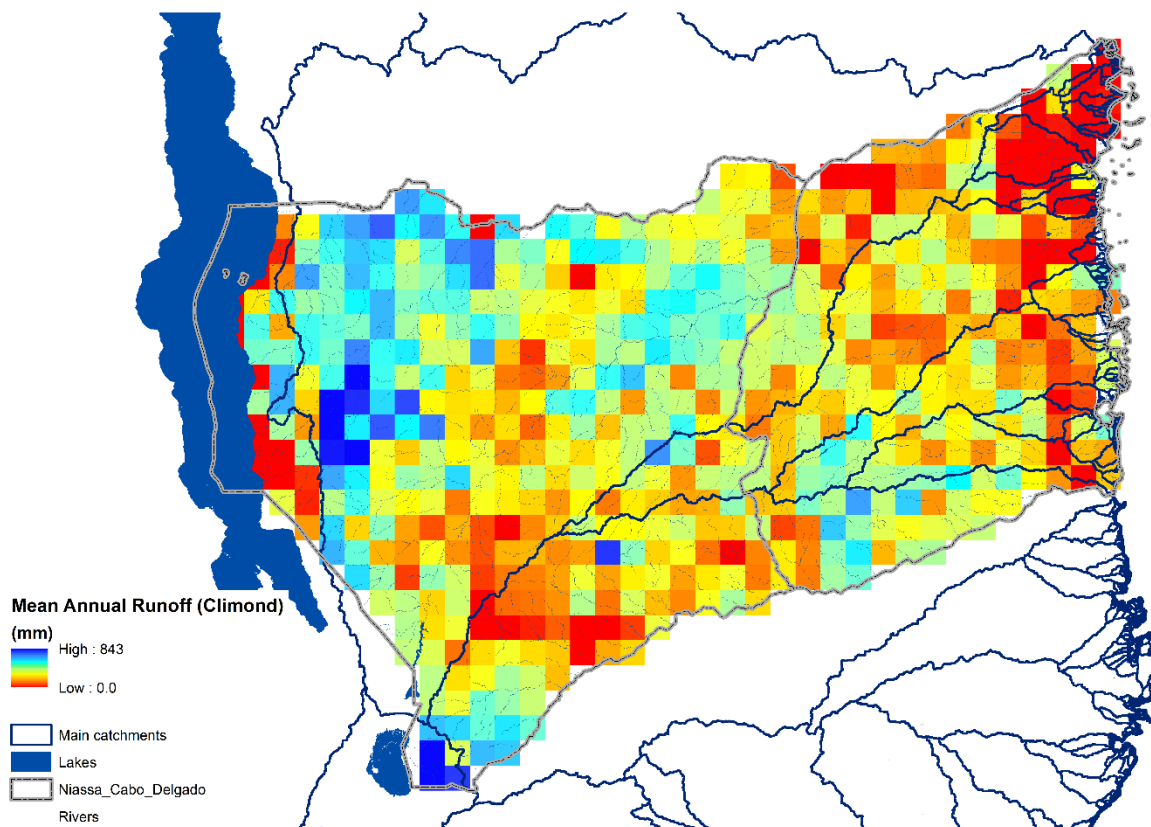 Mean Annual Runoff (Climond)
(mm)
High : 843
Low : 0.0
Main catchments
Lakes
Niassa_Cabo_Delgado
Rivers